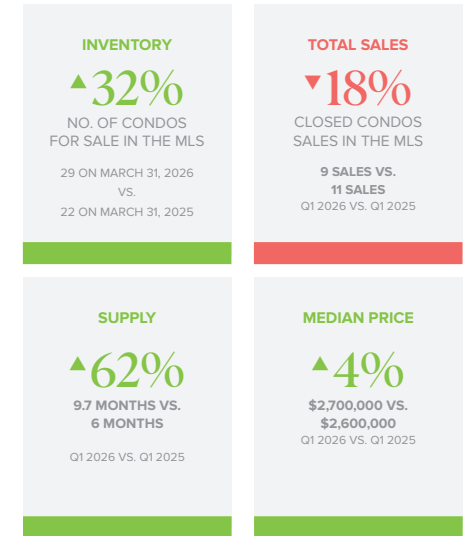 INVENTORY
▲32%
NO. OF CONDOS
FOR SALE IN THE MLS
29 ON MARCH 31, 2026
VS.
22 ON MARCH 31, 2025
TOTAL SALES
▼18%
CLOSED CONDOS
SALES IN THE MLS
9 SALES VS.
11 SALES
Q1 2026 VS. Q1 2025
SUPPLY
▲62%
9.7 MONTHS VS.
6 MONTHS
Q1 2026 VS. Q1 2025
MEDIAN PRICE
▲4%
$2,700,000 VS.
$2,600,000
Q1 2026 VS. Q1 2025